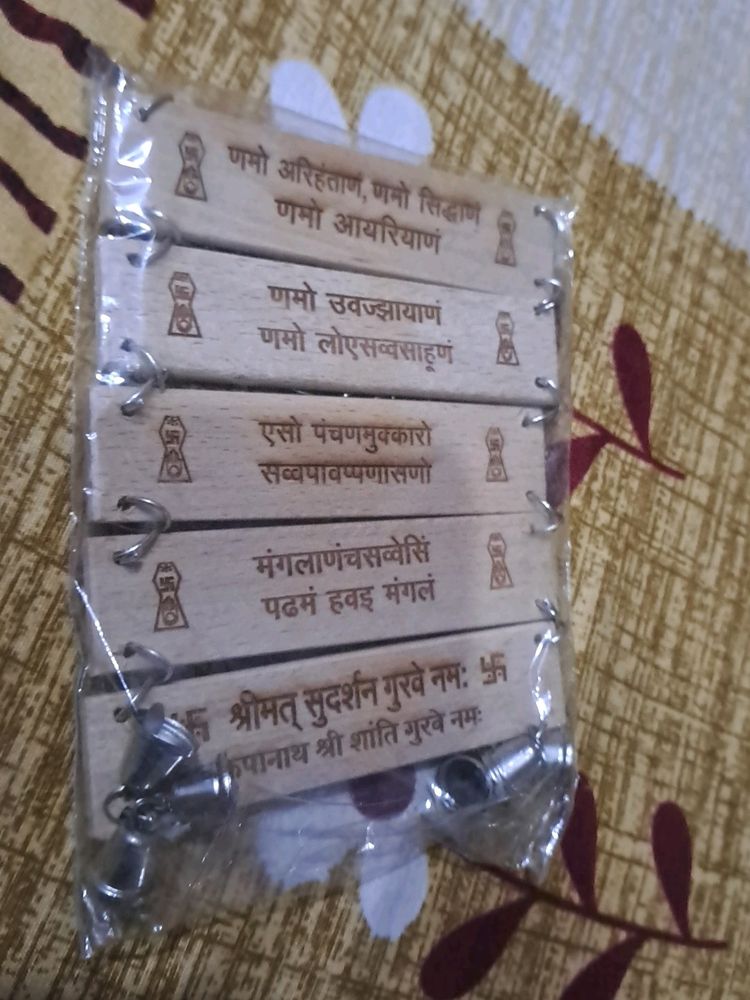 णमो अरिहंताणं, णमो सिद्धाणं
णमो आयरियाणं
णमो उवज्झायाणं
णमो लोएसव्वसाहूणं
एसो पंचणमुक्कारो
सव्वपावप्पणासणो
मंगलाणंचसव्वेसिं
पढमं हवइ मंगलं
श्रीमत् सुदर्शन गुरवे नमः
श्री शांति गुरवे नमः